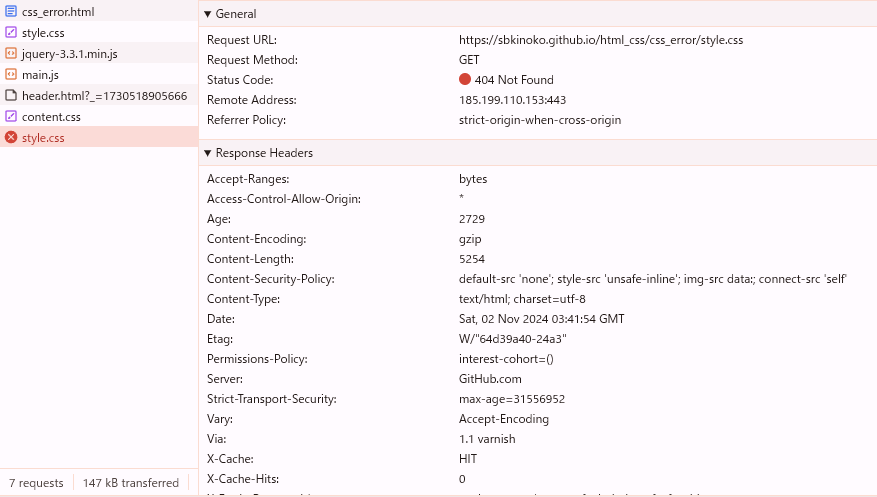 css_error.html
style.css
jquery-3.3.1.min.js
main.js
header.html?_=1730518905666
content.css
style.css
7 requests 147 kB transferred
General
Request URL: https://sbkinoko.github.io/html_css/css_error/style.css
Request Method: GET
Status Code: 404 Not Found
Remote Address: 185.199.110.153:443
Referrer Policy: strict-origin-when-cross-origin
Response Headers
Accept-Ranges: bytes
Access-Control-Allow-Origin: *
Age: 2729
Content-Encoding: gzip
Content-Length: 5254
Content-Security-Policy: default-src 'none'; style-src 'unsafe-inline'; img-src data:; connect-src 'self'
Content-Type: text/html; charset=utf-8
Date: Sat, 02 Nov 2024 03:41:54 GMT
Etag: W/"64d39a40-24a3"
Permissions-Policy: interest-cohort=()
Server: GitHub.com
Strict-Transport-Security: max-age=31556952
Vary: Accept-Encoding
Via: 1.1 varnish
X-Cache: HIT
X-Cache-Hits: 0